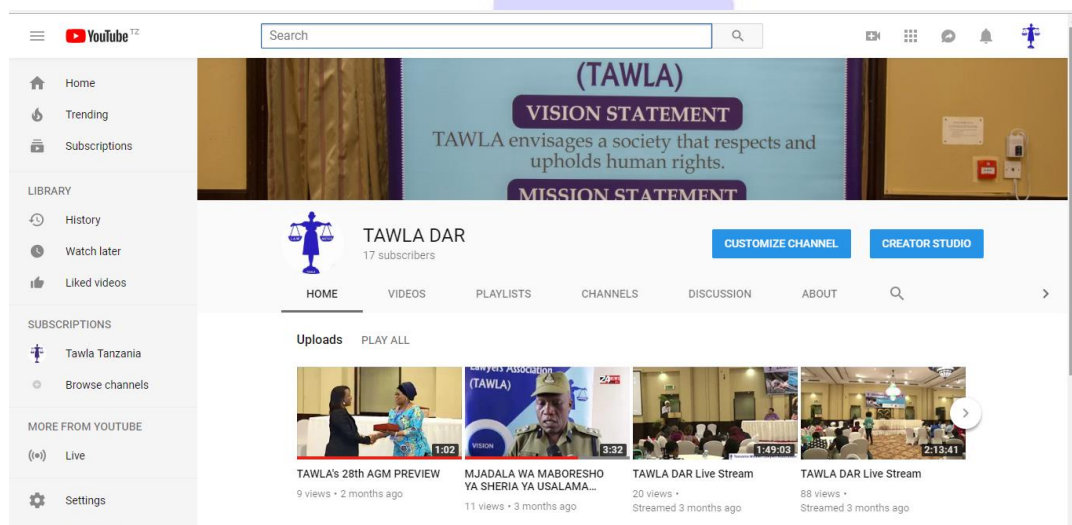 YouTube TZ
Search
Home
Trending
Subscriptions
LIBRARY
History
Watch later
Liked videos
SUBSCRIPTIONS
Tawla Tanzania
Browse channels
MORE FROM YOUTUBE
Live
Settings
(TAWLA)
VISION STATEMENT
TAWLA envisages a society that respects and
upholds human rights.
MISSION STATEMENT
TAWLA DAR
17 subscribers
CUSTOMIZE CHANNEL
CREATOR STUDIO
HOME VIDEOS PLAYLISTS CHANNELS DISCUSSION ABOUT
Uploads PLAY ALL
1:02
Lawyers Association
(TAWLA)
VISION
3:32
1:49:03
2:13:41
TAWLA's 28th AGM PREVIEW
9 views • 2 months ago
MJADALA WA MABORESHO
YA SHERIA YA USALAMA...
11 views • 3 months ago
TAWLA DAR Live Stream
20 views •
Streamed 3 months ago
TAWLA DAR Live Stream
88 views •
Streamed 3 months ago